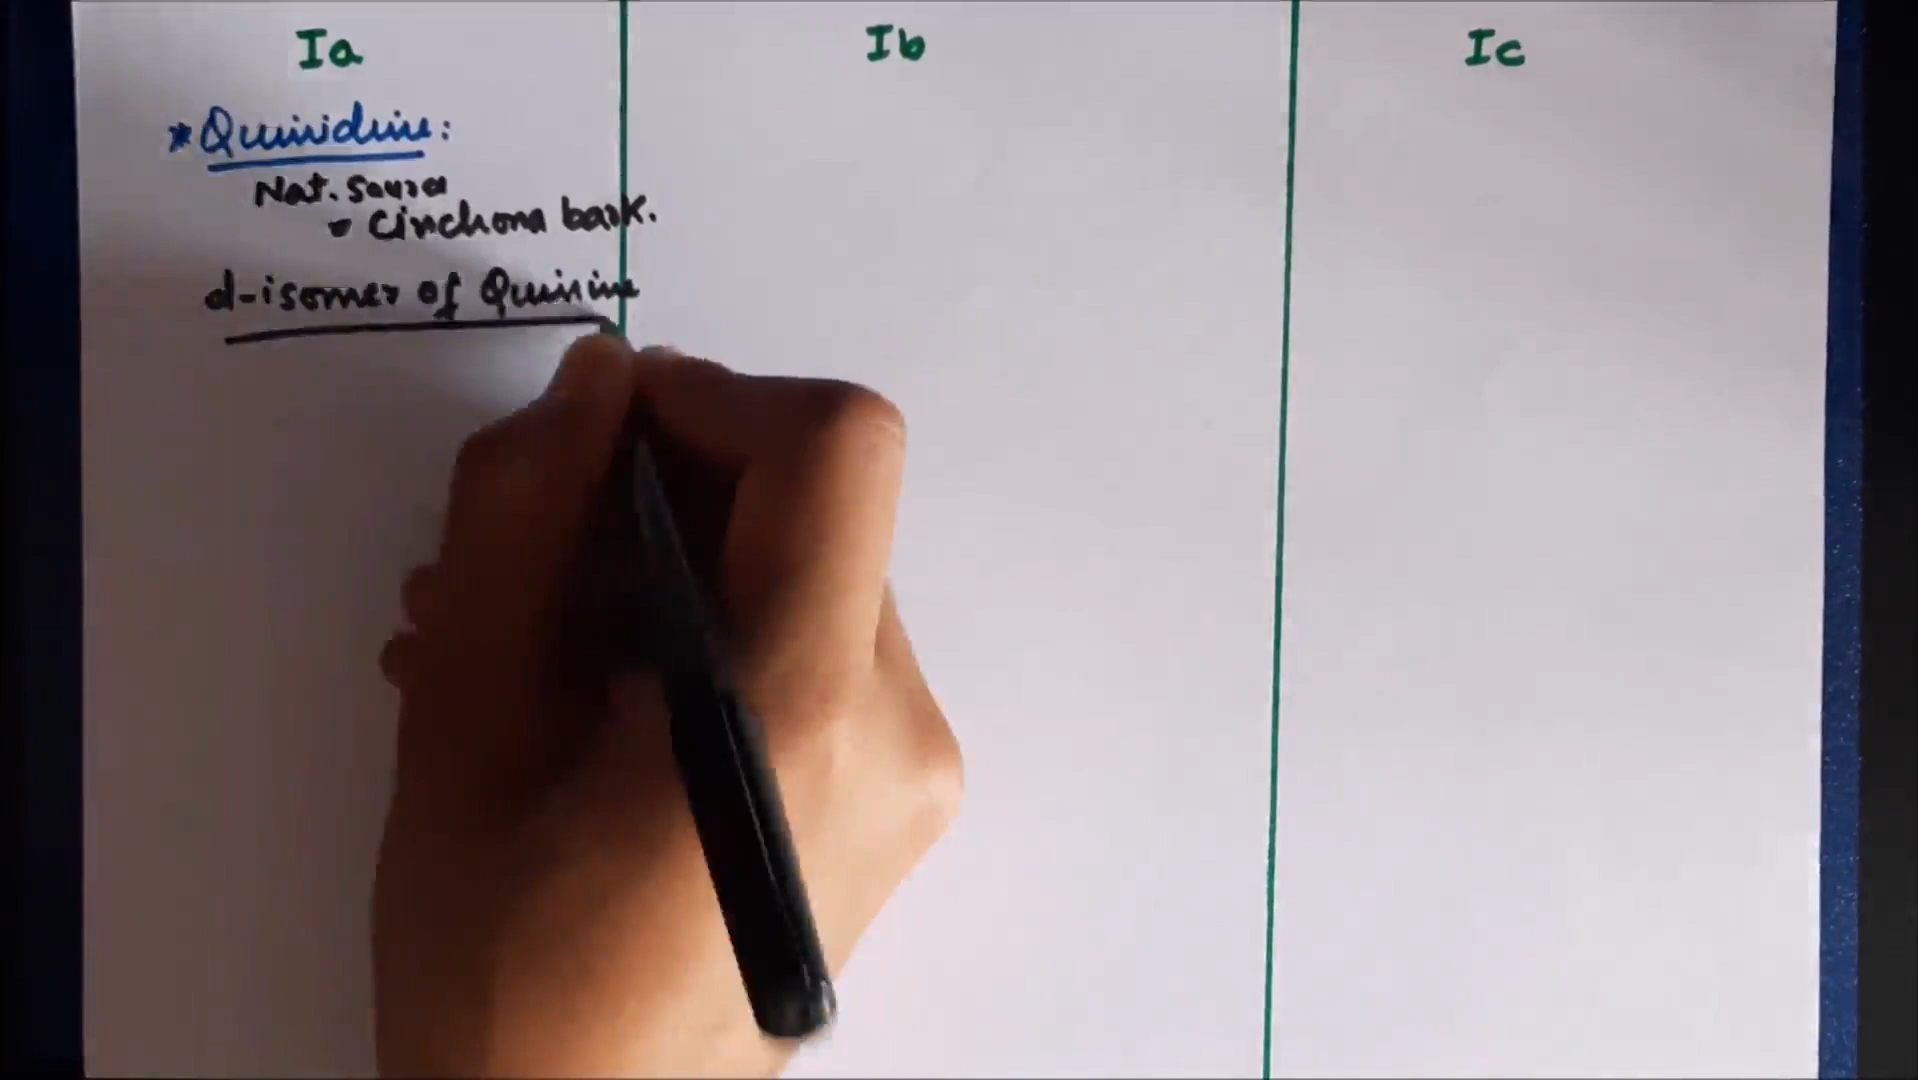 Ia
Ib
Ic
*Quinidine:
Nat. Source
• Cinchona bark.
d-isomer of Quinine